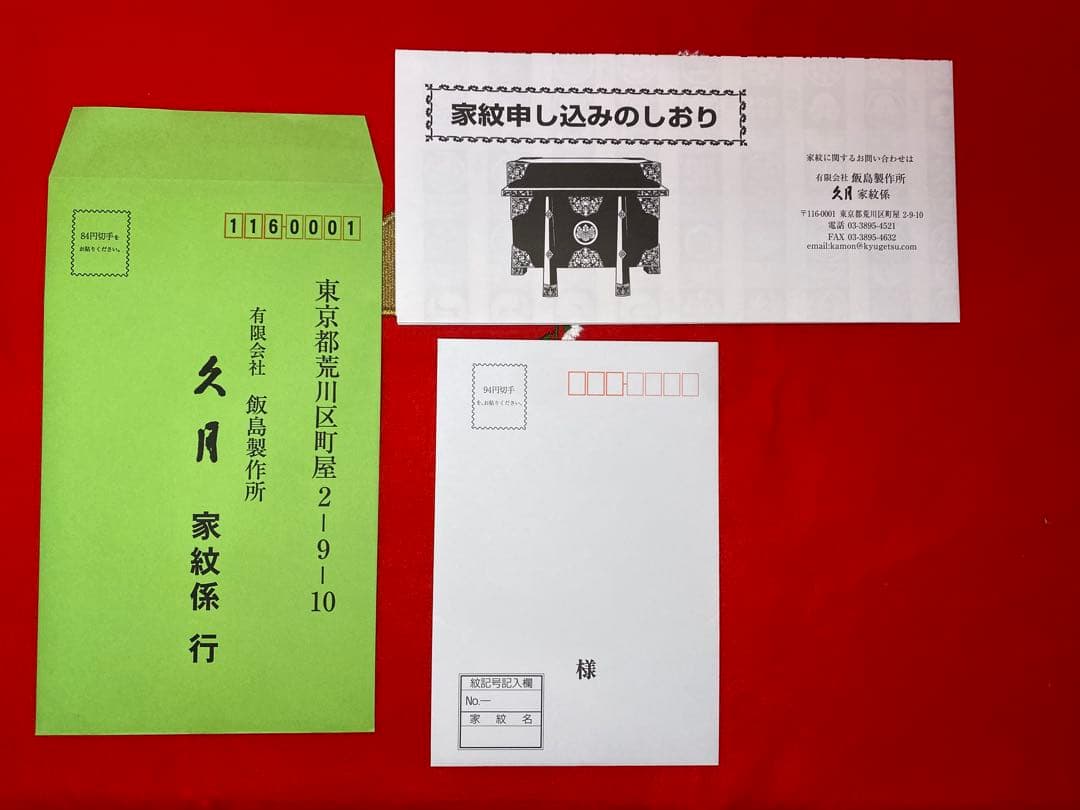 84円切手を
お貼りください。
1160001
東京都荒川区町屋2-9-10
有限会社 飯島製作所
久月 家紋係 行
家紋申し込みのしおり
家紋に関するお問い合わせは
有限会社 飯島製作所
久月 家紋係
〒116-0001 東京都荒川区町屋 2-9-10
電話 03-3895-4521
FAX 03-3895-4632
email:kamon@kyugetsu.com
94円切手
を、お貼りください。
様
紋記号記入欄
No.―
家紋名